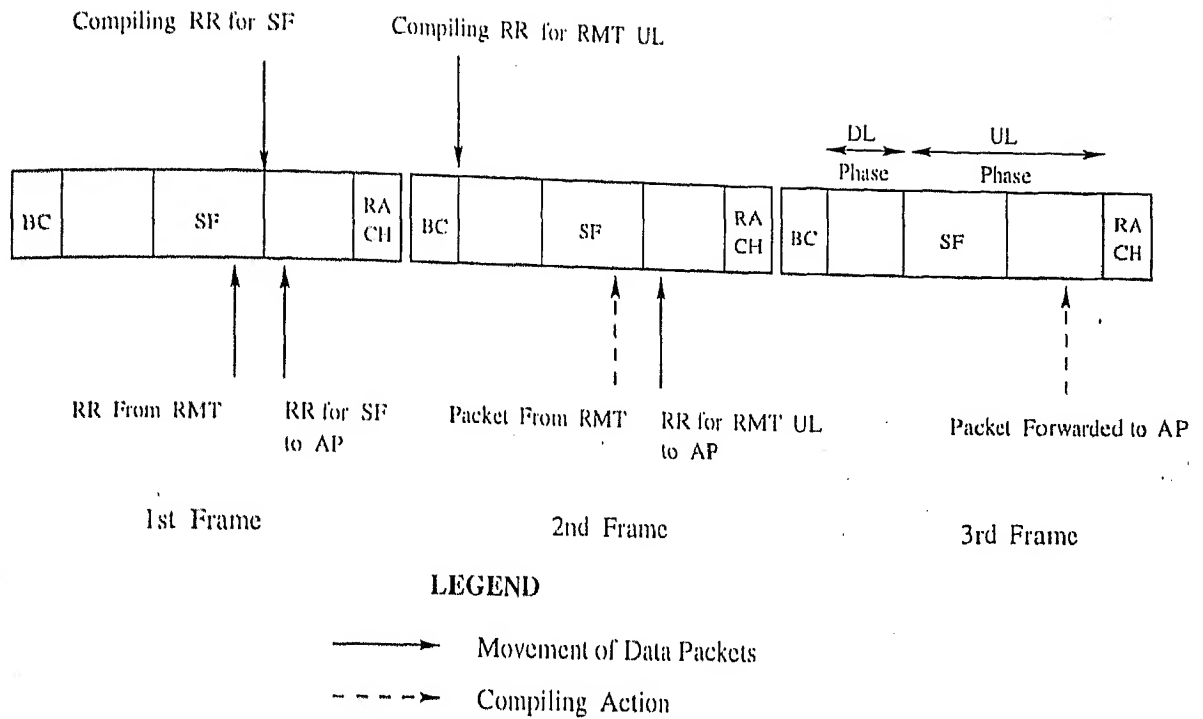 Compiling RR for SF
Compiling RR for RMT UL
DL
UL
Phase
Phase
BC
SF
RA
CH
BC
SF
RA
CH
BC
SF
RA
CH
RR From RMT
RR for SF
to AP
Packet From RMT
RR for RMT UL
to AP
Packet Forwarded to AP
1st Frame
2nd Frame
3rd Frame
LEGEND
Movement of Data Packets
Compiling Action